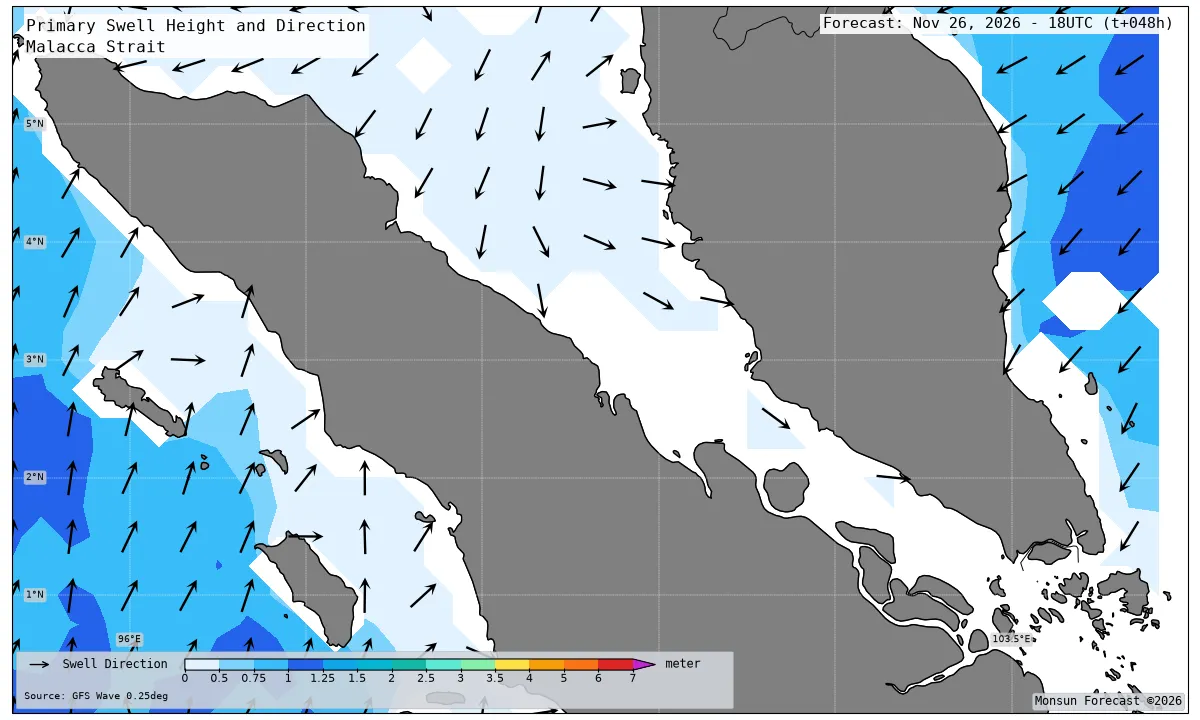 Primary Swell Height and Direction
Malacca Strait
Forecast: Nov 26, 2026 - 18UTC (t+048h)
5°N
4°N
3°N
2°N
1°N
96°E
103.5°E
Swell Direction
0 0.5 0.75 1 1.25 1.5 2 2.5 3 3.5 4 5 6 7
meter
Source: GFS Wave 0.25deg
Monsun Forecast ©2026